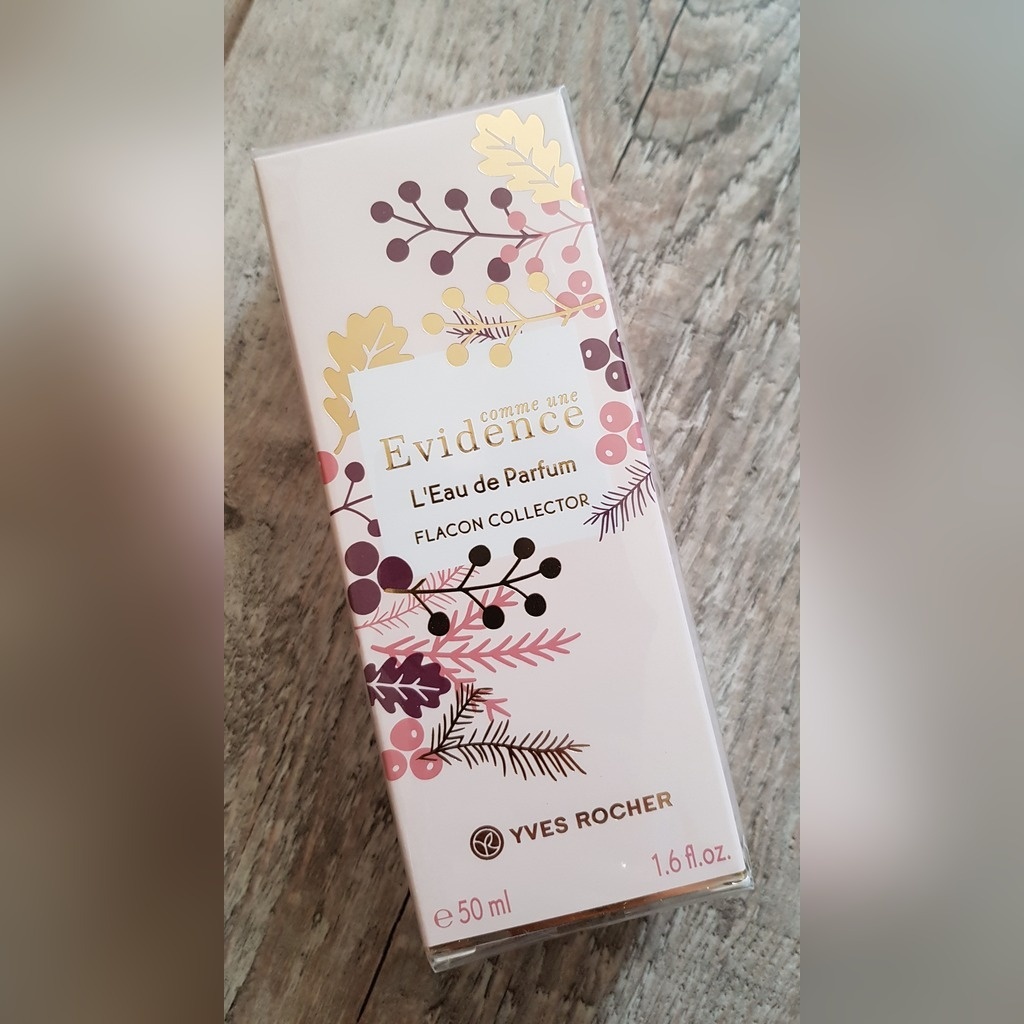 comme une
Evidence
L'Eau de Parfum
FLACON COLLECTOR
YVES ROCHER
1.6 fl.oz.
℮ 50 ml